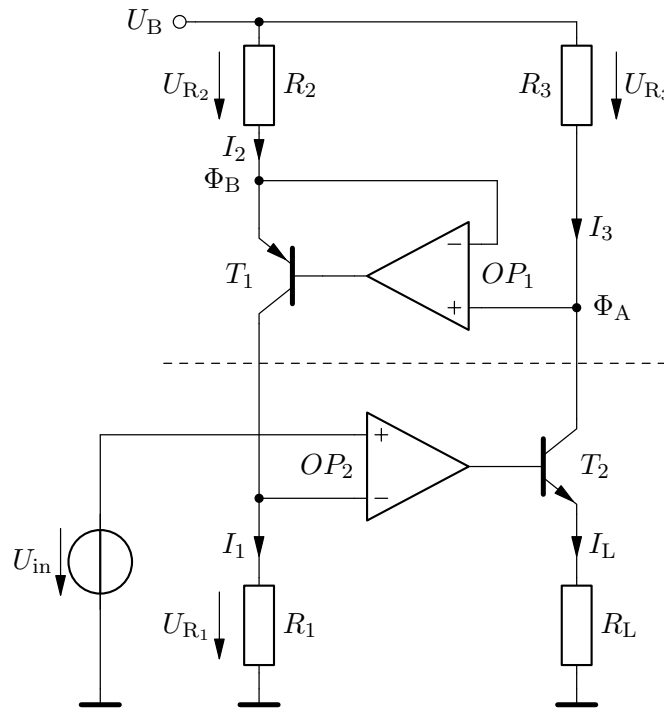 U_B
U_R₂ R₂ R₃ U_R₃
I₂
Φ_B
I₃
T₁ − OP₁
+ Φ_A
+
OP₂ T₂
−
U_in I₁ I_L
U_R₁ R₁ R_L